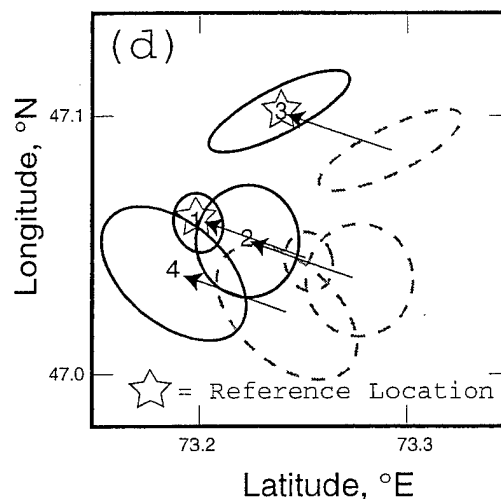 (d)
47.1
3
1
2
4
47.0
= Reference Location
73.2
73.3
Longitude, °N
Latitude, °E